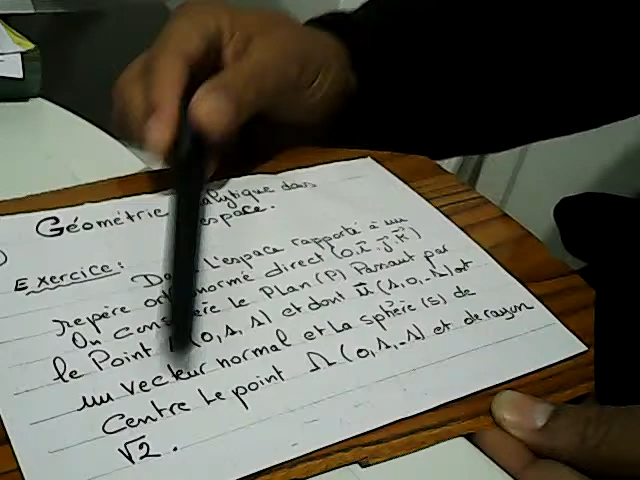 Géométrie analytique dans
espace.
Exercice: Dans L'espace rapporté à un
repère orthonormé direct (O,i⃗,j⃗,k⃗)
On considère le Plan (P) Passant par
le Point (0,1,1) et dont u⃗ (1,0,-1) est
un vecteur normal et La sphère (S) de
Centre Le point Ω (0,1,-1) et de rayon
√2.